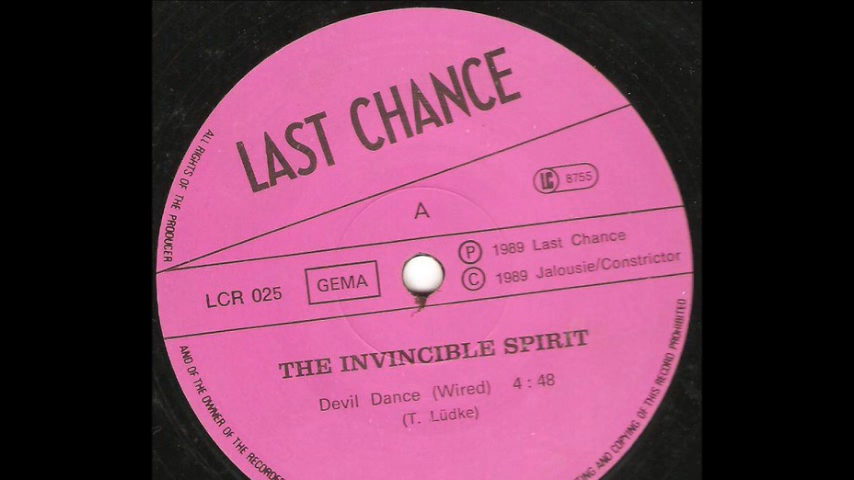 LAST CHANCE
LC 8755
A
LCR 025
GEMA
Ⓟ 1989 Last Chance
Ⓒ 1989 Jalousie/Constrictor
THE INVINCIBLE SPIRIT
Devil Dance (Wired) 4:48
(T. Lüdke)
ALL RIGHTS OF THE PRODUCER
AND OF THE OWNER OF THE RECORDED
AND COPYING OF THIS RECORD PROHIBITED